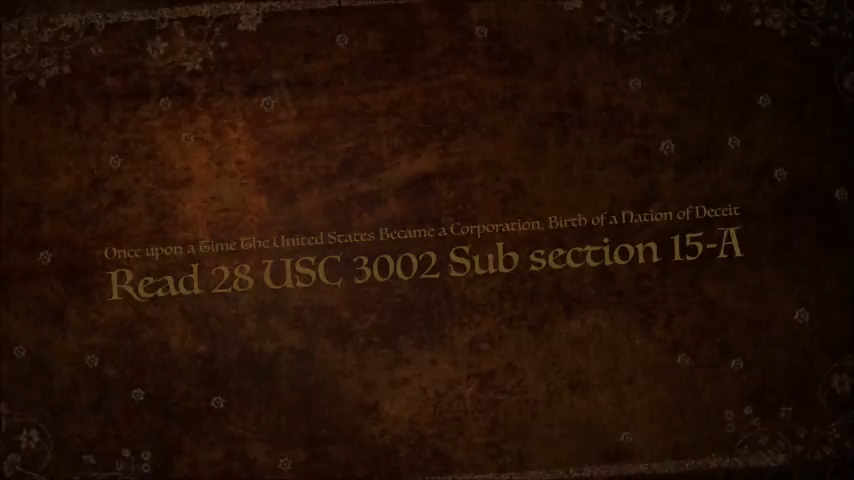 Once upon a Time The United States Became a Corporation, Birth of a Nation of Deceit
Read 28 USC 3002 Sub section 15-A